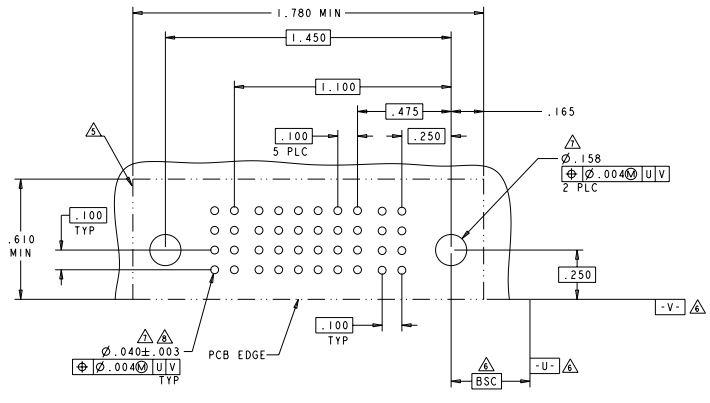 1.780 MIN
1.450
1.100
.475
.165
5
.100
5 PLC
.250
7
Ø.158
⌖ Ø.004Ⓜ U V
2 PLC
.100
TYP
.610
MIN
.250
-V- 6
.100
TYP
7 8
Ø.040±.003
⌖ Ø.004Ⓜ U V
TYP
PCB EDGE
6
BSC
-U- 6